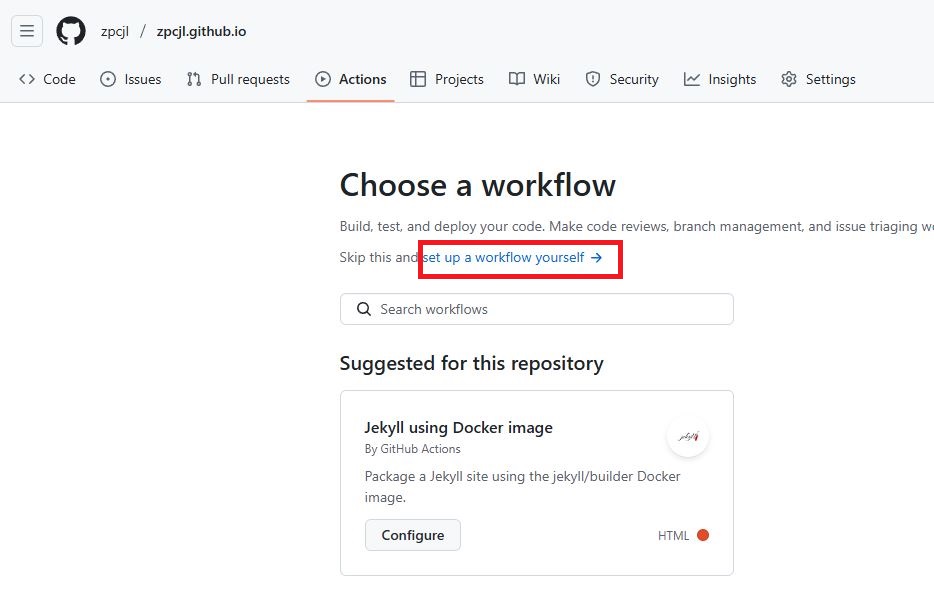 zpcjl / zpcjl.github.io
Code Issues Pull requests Actions Projects Wiki Security Insights Settings
Choose a workflow
Build, test, and deploy your code. Make code reviews, branch management, and issue triaging
Skip this and set up a workflow yourself →
Search workflows
Suggested for this repository
Jekyll using Docker image
By GitHub Actions
Package a Jekyll site using the jekyll/builder Docker
image.
Configure
HTML